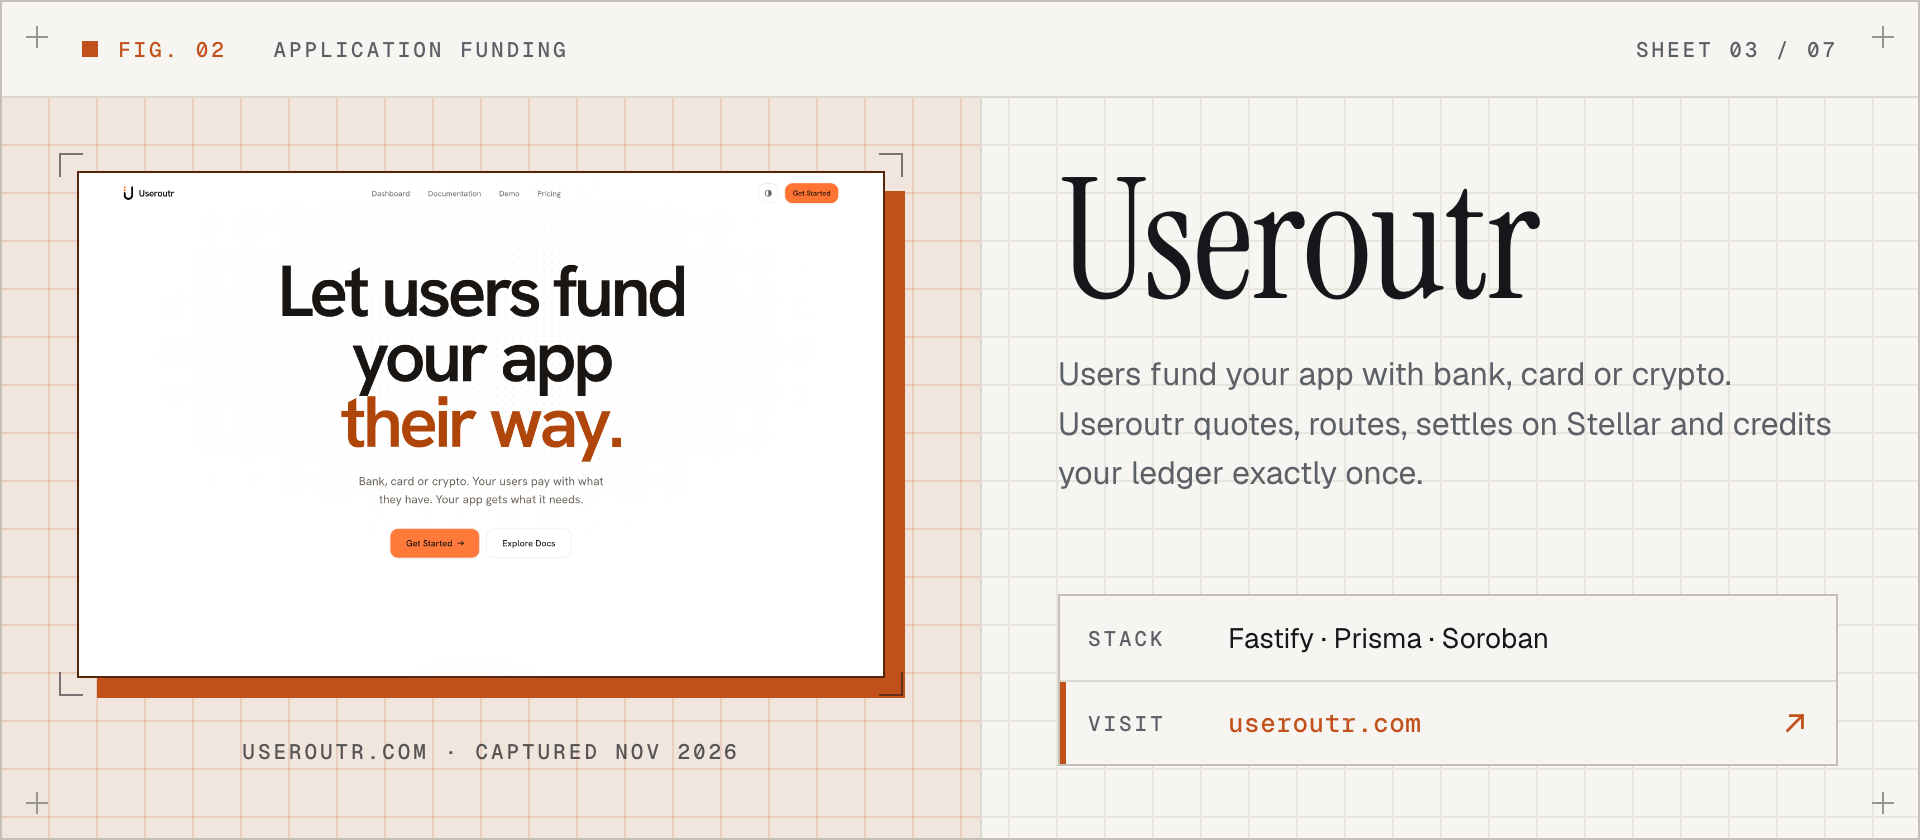 FIG. 02 APPLICATION FUNDING
SHEET 03 / 07
Useroutr
Dashboard Documentation Demo Pricing
Get Started
Let users fund
your app
their way.
Bank, card or crypto. Your users pay with what
they have. Your app gets what it needs.
Get Started → Explore Docs
USEROUTR.COM · CAPTURED NOV 2026
Useroutr
Users fund your app with bank, card or crypto.
Useroutr quotes, routes, settles on Stellar and credits
your ledger exactly once.
STACK Fastify · Prisma · Soroban
VISIT useroutr.com ↗